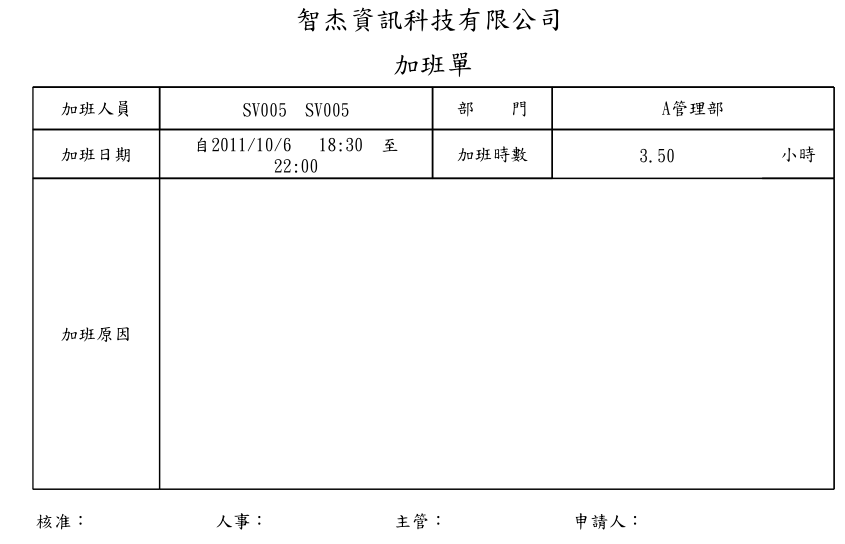 智杰資訊科技有限公司
加班單
加班人員 SV005 SV005 部 門 A管理部
加班日期 自2011/10/6 18:30 至 22:00 加班時數 3.50 小時
加班原因
核准： 人事： 主管： 申請人：